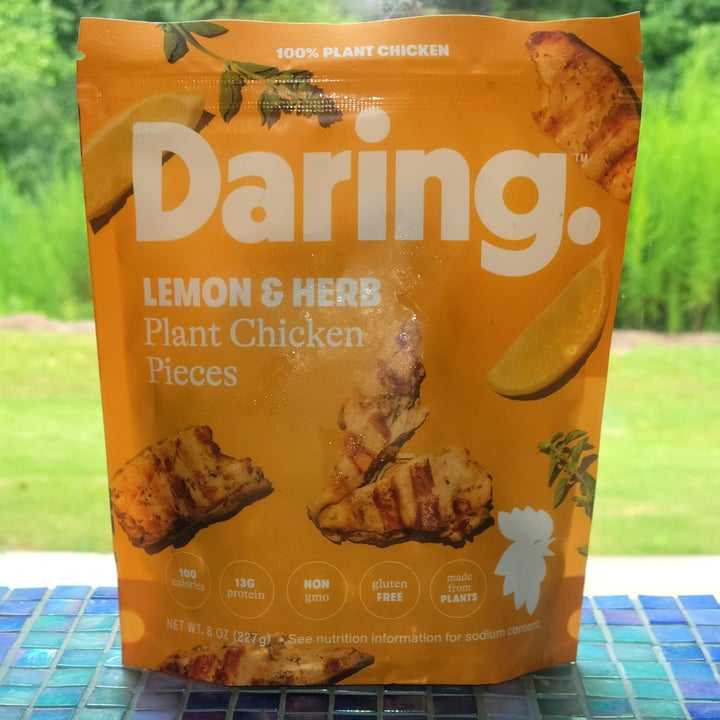 100% PLANT CHICKEN
Daring.™
LEMON & HERB
Plant Chicken
Pieces
100
calories
13G
protein
NON
gmo
gluten
FREE
made
from
PLANTS
NET WT. 8 OZ (227g) • See nutrition information for sodium content.